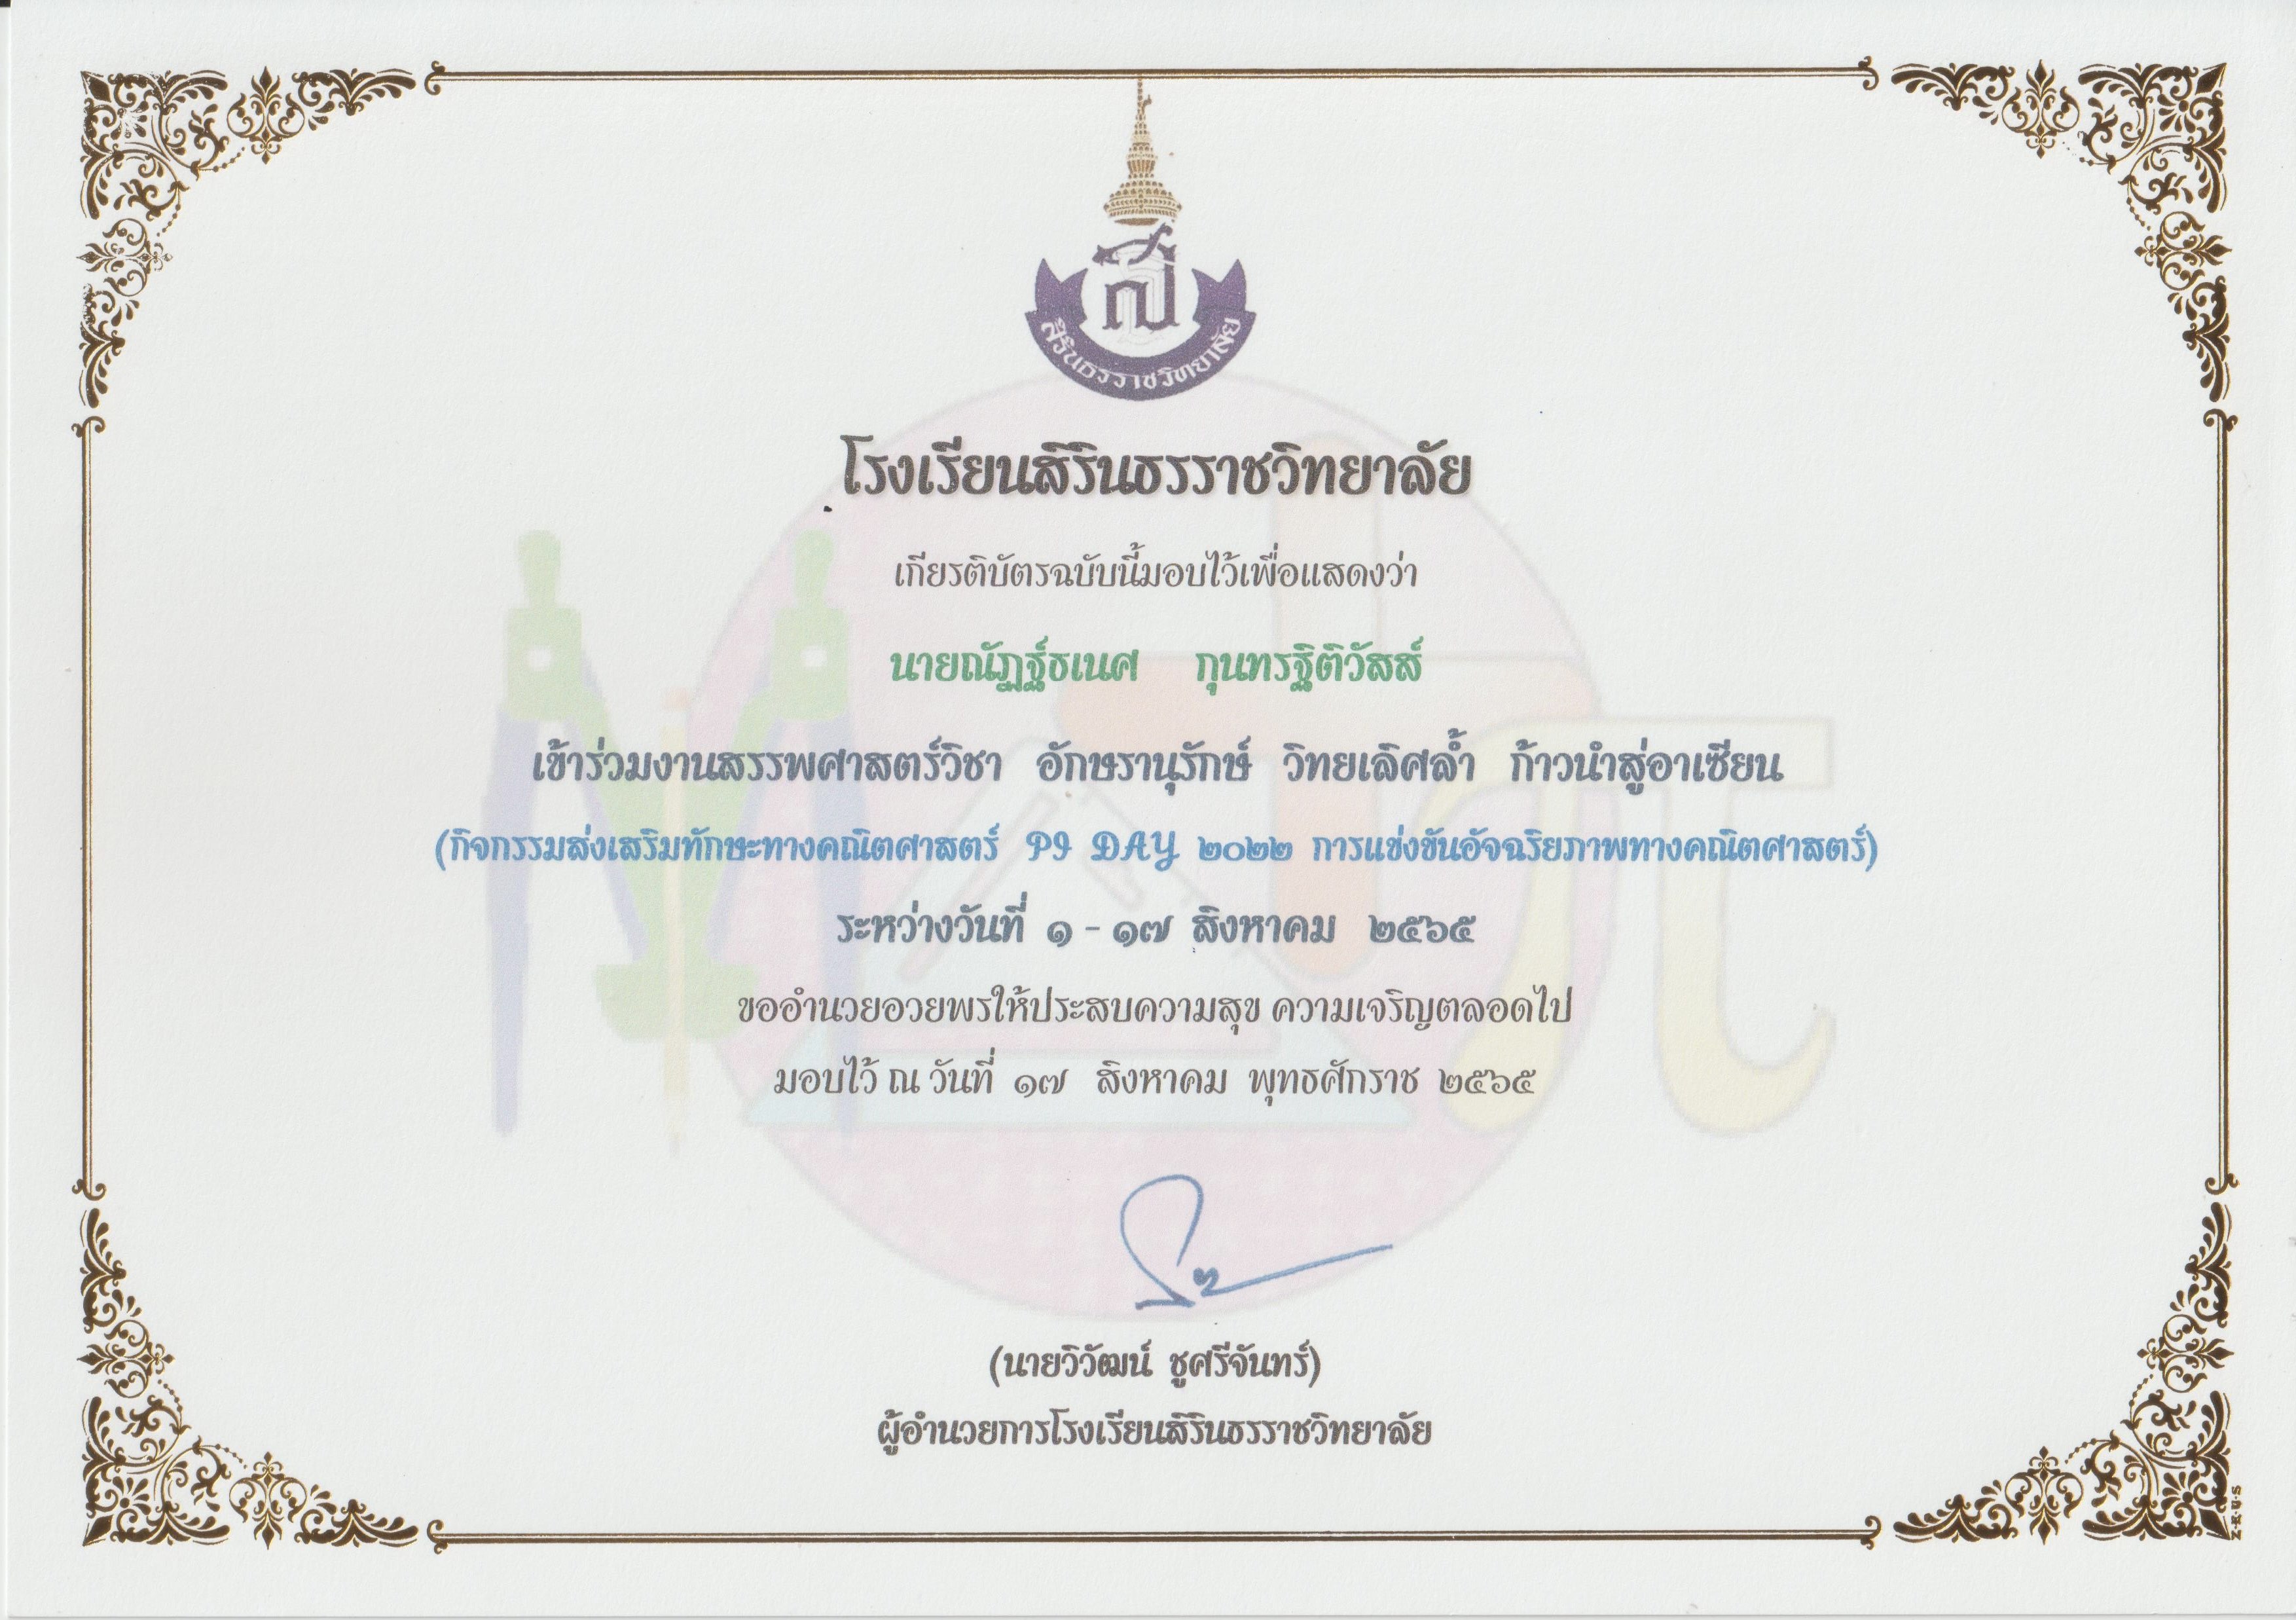 สิรินธรราชวิทยาลัย
โรงเรียนสิรินธรราชวิทยาลัย
เกียรติบัตรฉบับนี้มอบไว้เพื่อแสดงว่า
นายณัฏฐ์ธเนศ กุนทรฐิติวัสส์
เข้าร่วมงานสรรพศาสตร์วิชา อักษรานุรักษ์ วิทยเลิศล้ำ ก้าวนำสู่อาเซียน
(กิจกรรมส่งเสริมทักษะทางคณิตศาสตร์ PI DAY ๒๐๒๒ การแข่งขันอัจฉริยภาพทางคณิตศาสตร์)
ระหว่างวันที่ ๑ - ๑๗ สิงหาคม ๒๕๖๕
ขออำนวยอวยพรให้ประสบความสุข ความเจริญตลอดไป
มอบไว้ ณ วันที่ ๑๗ สิงหาคม พุทธศักราช ๒๕๖๕
(นายวิวัฒน์ ชูศรีจันทร์)
ผู้อำนวยการโรงเรียนสิรินธรราชวิทยาลัย